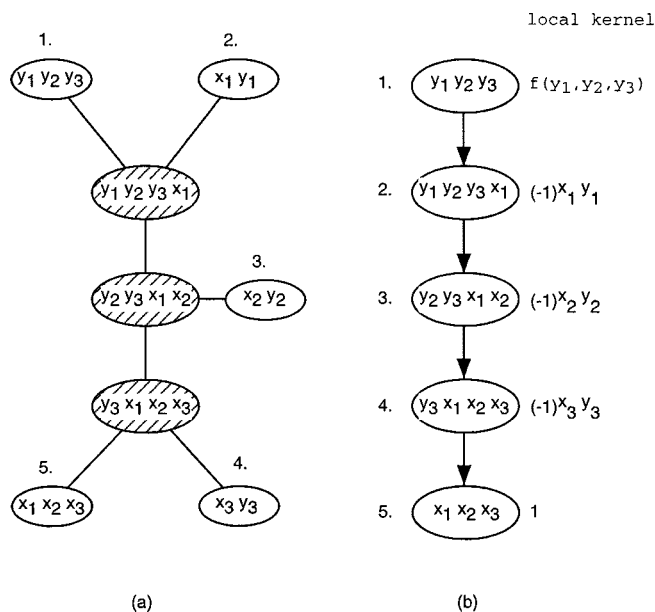 local kernel
1.
2.
y₁ y₂ y₃
x₁ y₁
y₁ y₂ y₃ x₁
3.
y₂ y₃ x₁ x₂
x₂ y₂
y₃ x₁ x₂ x₃
5.
4.
x₁ x₂ x₃
x₃ y₃
(a)
1. y₁ y₂ y₃ f(y₁,y₂,y₃)
2. y₁ y₂ y₃ x₁ (-1)x₁ y₁
3. y₂ y₃ x₁ x₂ (-1)x₂ y₂
4. y₃ x₁ x₂ x₃ (-1)x₃ y₃
5. x₁ x₂ x₃ 1
(b)